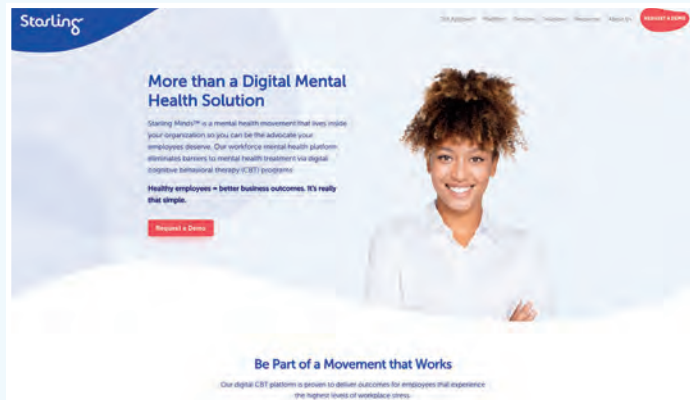 Starling
About Us REQUEST A DEMO
More than a Digital Mental
Health Solution
Starling Minds™ is a mental health movement that lives inside
your organization so you can be the advocate your
employees deserve. Our workforce mental health platform
eliminates barriers to mental health treatment via digital
cognitive behavioral therapy (CBT) programs
Healthy employees = better business outcomes. It's really
that simple.
Request a Demo
Be Part of a Movement that Works
Our digital CBT platform is proven to deliver outcomes for employees that experience
the highest levels of workplace stress.